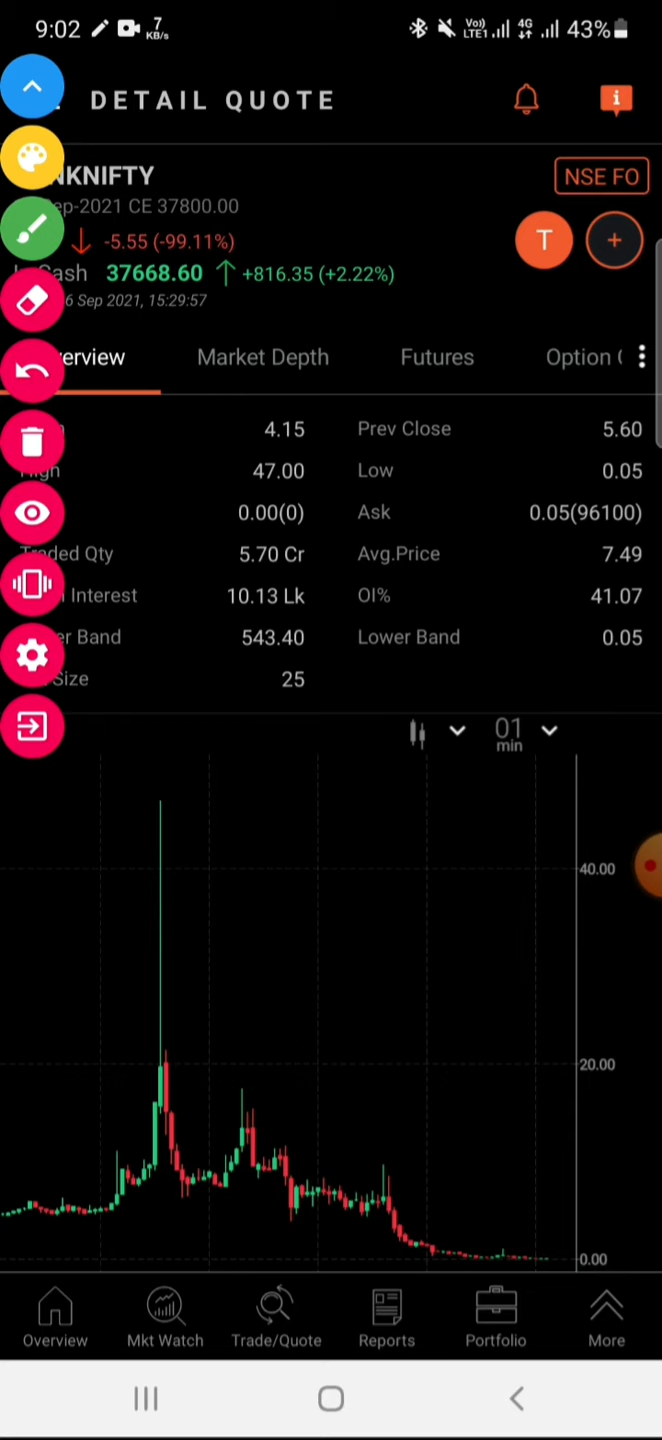 9:02 7 KB/s Vo)) LTE1 4G 43%
DETAIL QUOTE
NKNIFTY NSE FO
ep-2021 CE 37800.00
-5.55 (-99.11%) T +
Cash 37668.60 +816.35 (+2.22%)
6 Sep 2021, 15:29:57
erview Market Depth Futures Option
4.15 Prev Close 5.60
High 47.00 Low 0.05
0.00(0) Ask 0.05(96100)
Traded Qty 5.70 Cr Avg.Price 7.49
Interest 10.13 Lk OI% 41.07
er Band 543.40 Lower Band 0.05
Size 25
01 min
40.00
20.00
0.00
Overview Mkt Watch Trade/Quote Reports Portfolio More